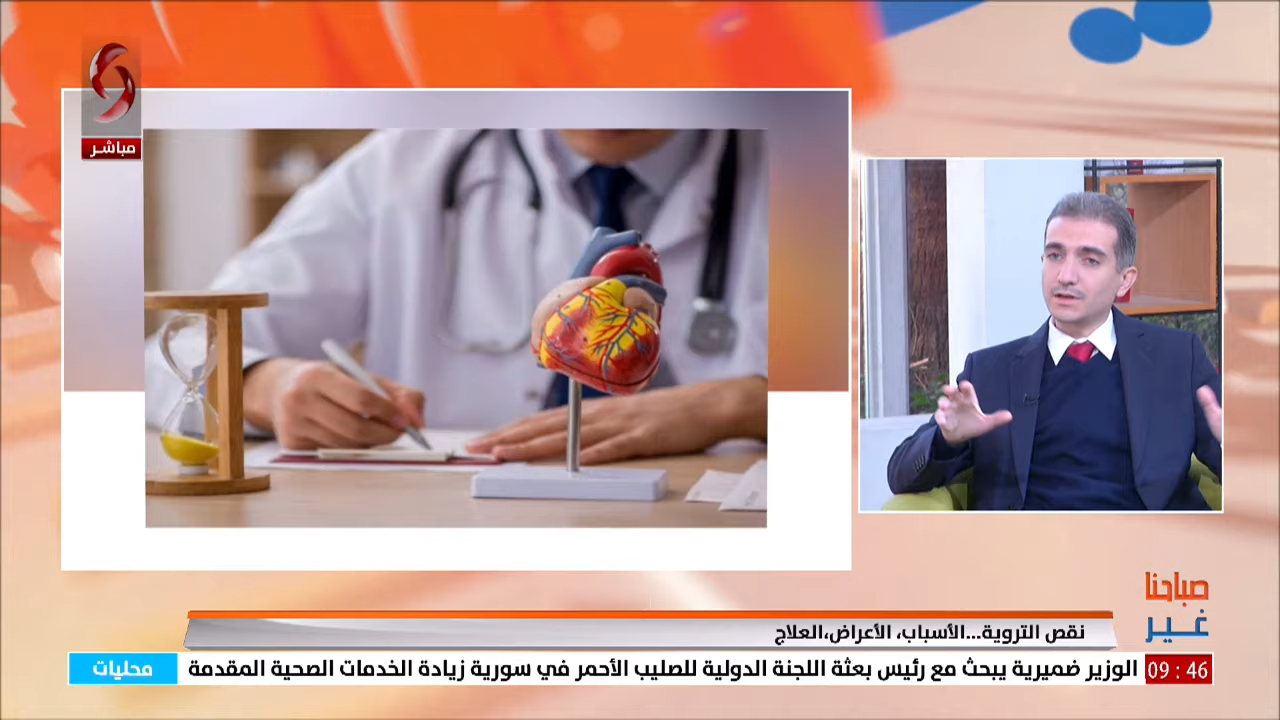 مباشر
صباحنا
غير
نقص التروية...الأسباب، الأعراض،العلاج
09 : 46
الوزير ضميرية يبحث مع رئيس بعثة اللجنة الدولية للصليب الأحمر في سورية زيادة الخدمات الصحية المقدمة
محليات